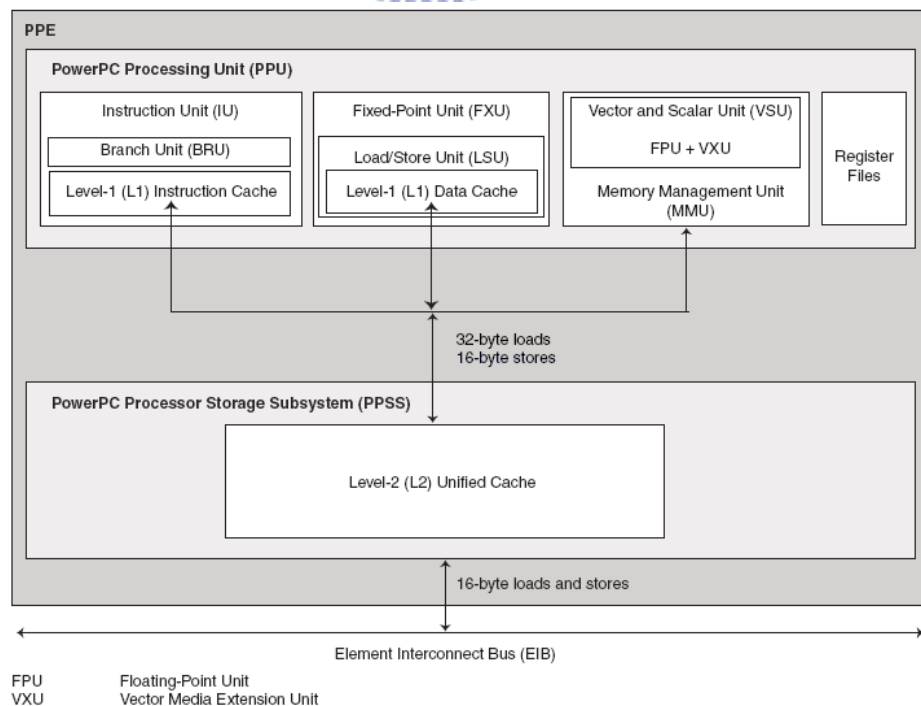 PPE
PowerPC Processing Unit (PPU)
Instruction Unit (IU)
Branch Unit (BRU)
Level-1 (L1) Instruction Cache
Fixed-Point Unit (FXU)
Load/Store Unit (LSU)
Level-1 (L1) Data Cache
Vector and Scalar Unit (VSU)
FPU + VXU
Memory Management Unit
(MMU)
Register
Files
32-byte loads
16-byte stores
PowerPC Processor Storage Subsystem (PPSS)
Level-2 (L2) Unified Cache
16-byte loads and stores
Element Interconnect Bus (EIB)
FPU Floating-Point Unit
VXU Vector Media Extension Unit